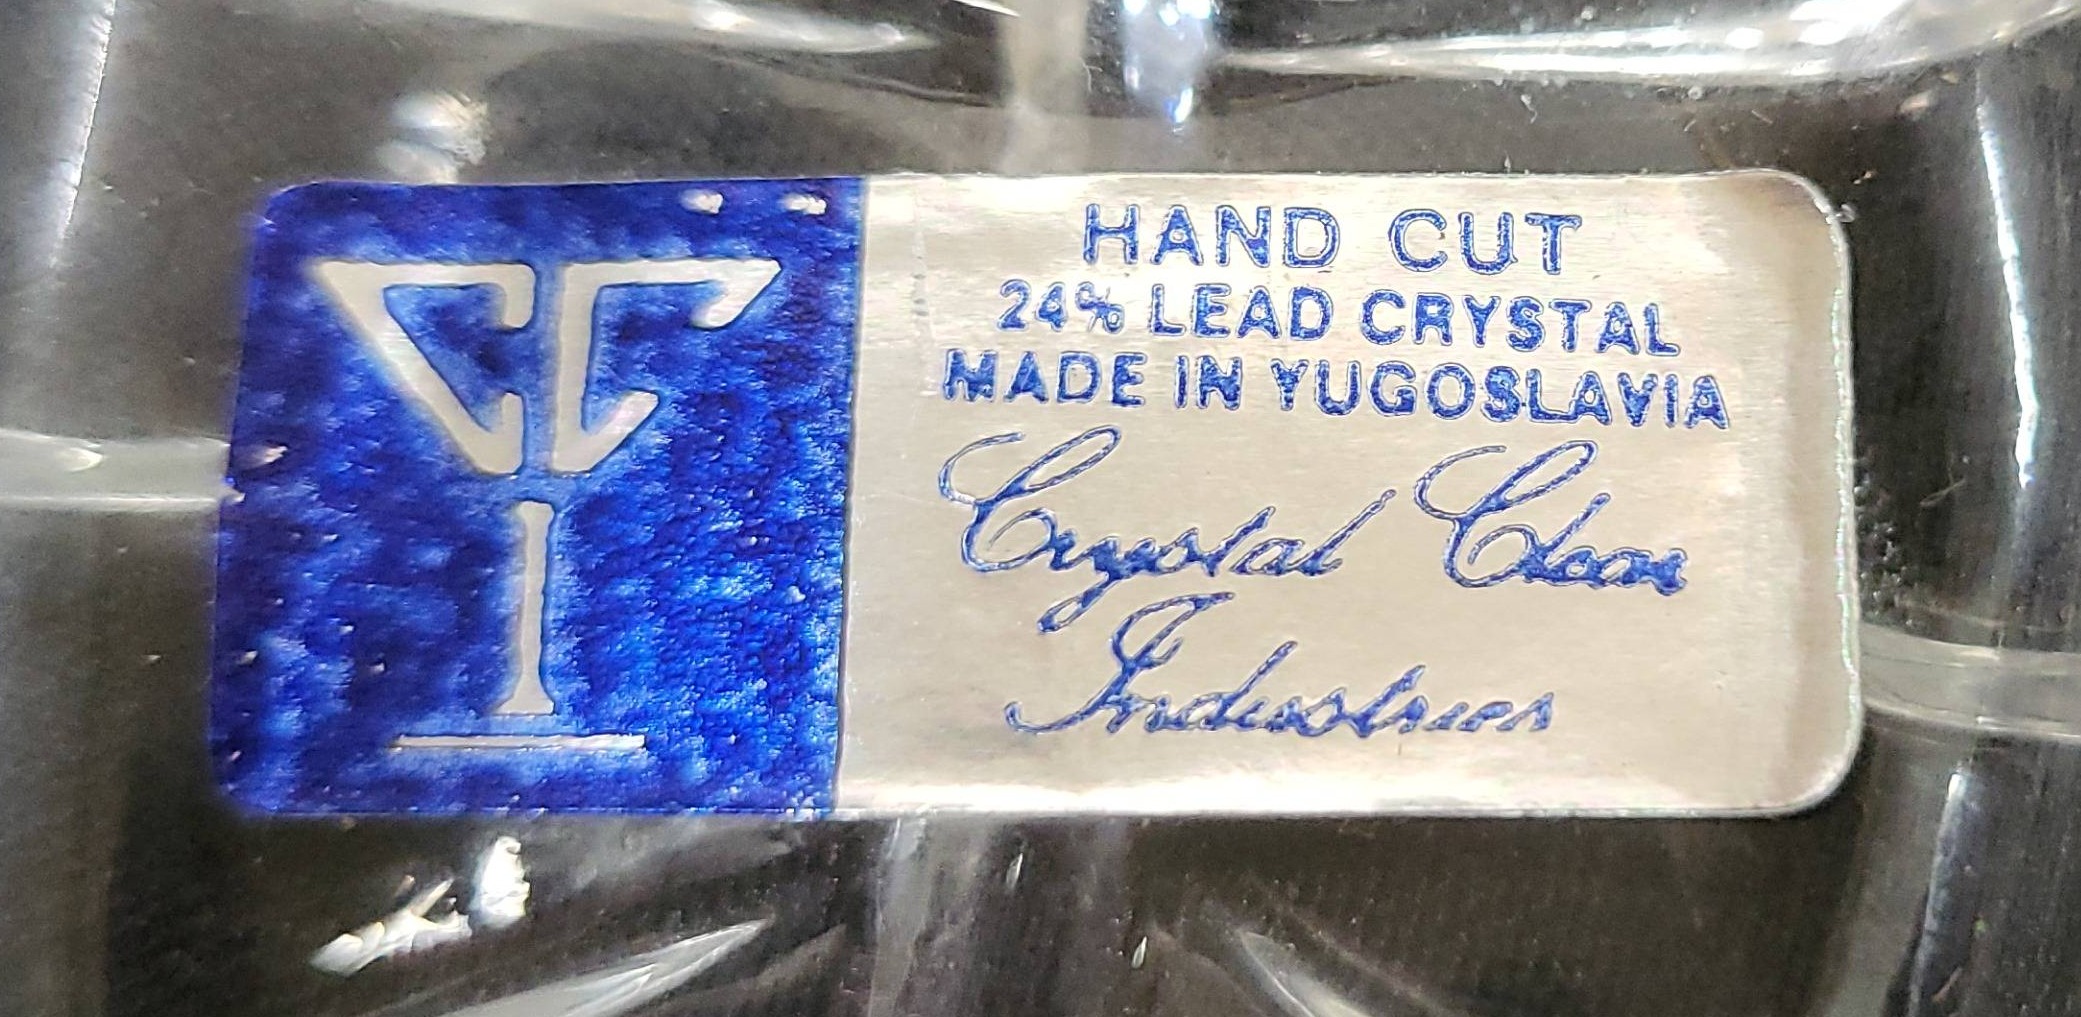 HAND CUT
24% LEAD CRYSTAL
MADE IN YUGOSLAVIA
Crystal Clear
Industries